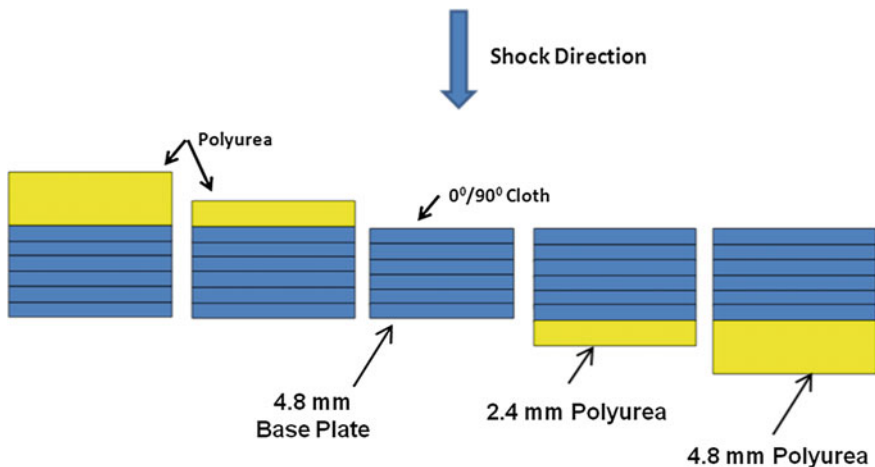 Shock Direction
Polyurea
0⁰/90⁰ Cloth
4.8 mm
Base Plate
2.4 mm Polyurea
4.8 mm Polyurea